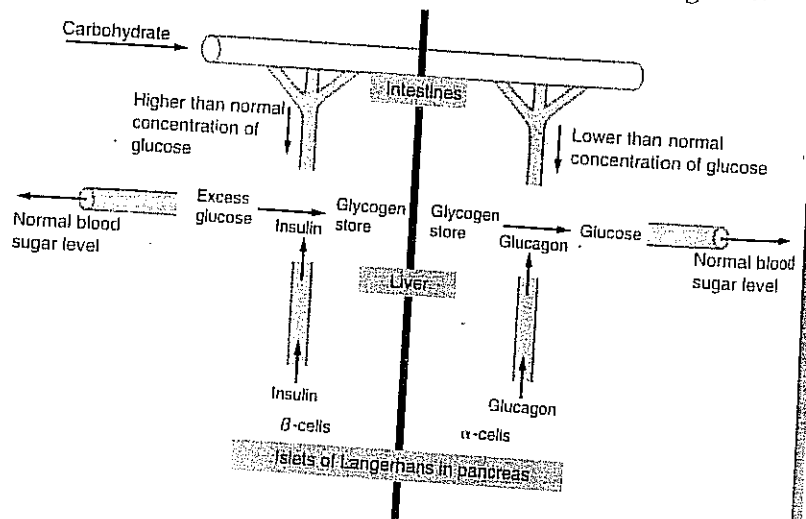 Carbohydrate
Intestines
Higher than normal
concentration of
glucose
Lower than normal
concentration of glucose
Normal blood
sugar level
Excess
glucose
Insulin
Glycogen
store
Glycogen
store
Glucagon
Glucose
Normal blood
sugar level
Liver
Insulin
β-cells
Glucagon
α-cells
Islets of Langerhans in pancreas